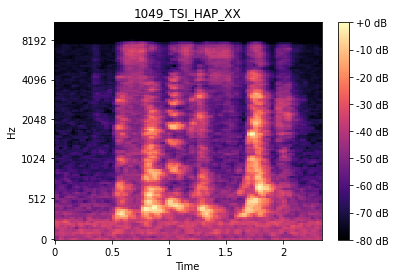 1049_TSI_HAP_XX
+0 dB
8192
-10 dB
4096
-20 dB
-30 dB
2048
Hz
-40 dB
1024
-50 dB
512
-60 dB
-70 dB
0
-80 dB
0 0.5 1 1.5 2
Time